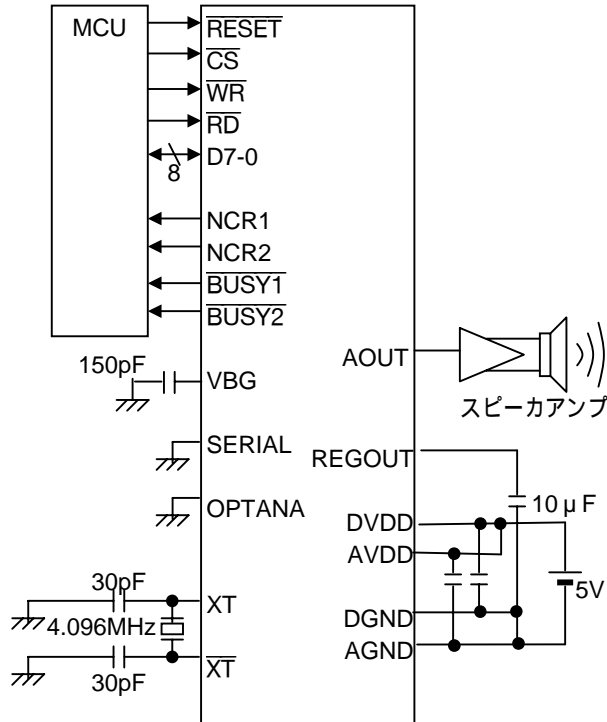 MCU
RESET
CS
WR
RD
D7-0
8
NCR1
NCR2
BUSY1
BUSY2
150pF
VBG
SERIAL
OPTANA
30pF
XT
4.096MHz
XT
30pF
AOUT
スピーカアンプ
REGOUT
10μF
DVDD
AVDD
5V
DGND
AGND